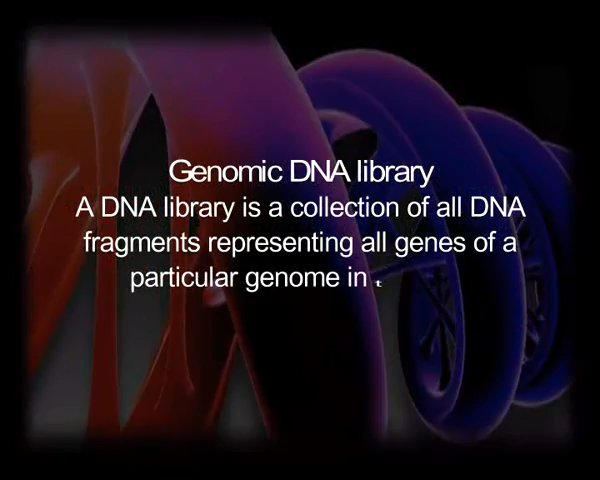 Genomic DNA library
A DNA library is a collection of all DNA
fragments representing all genes of a
particular genome in t